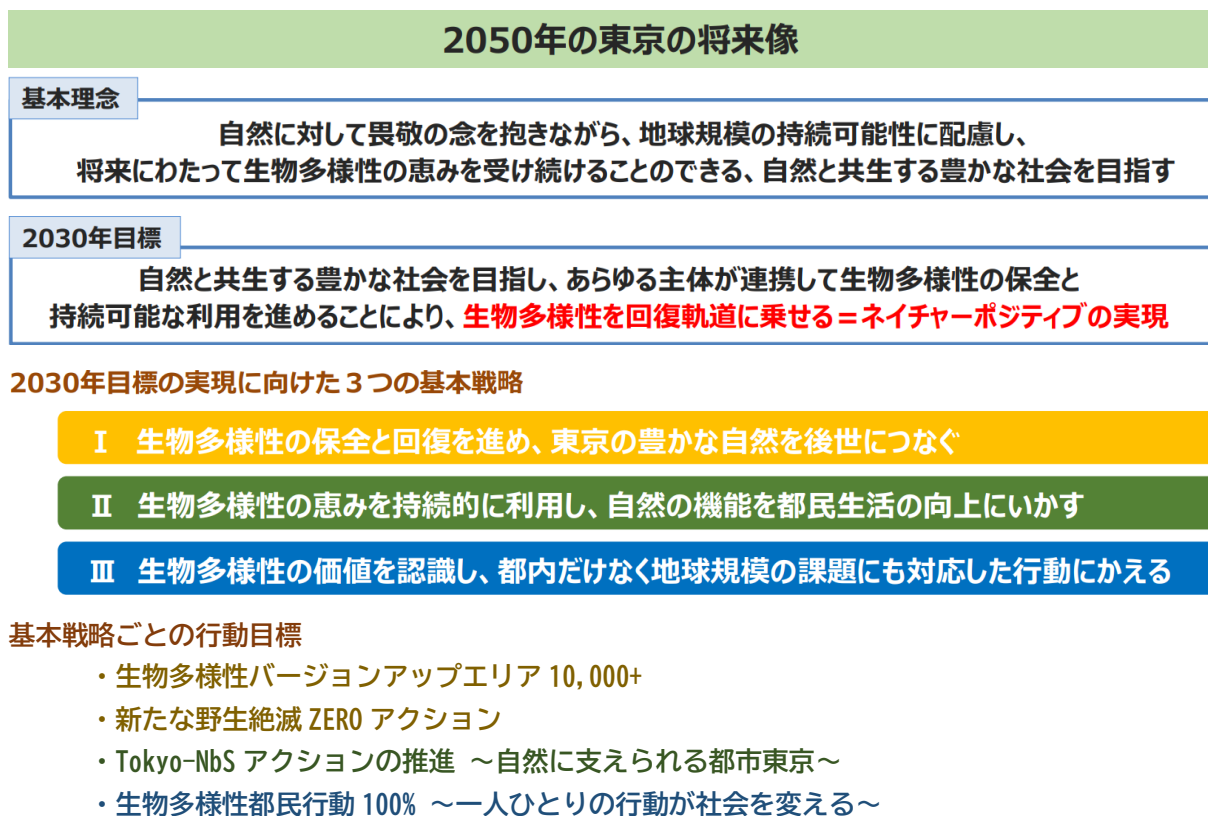 2050年の東京の将来像
基本理念
自然に対して畏敬の念を抱きながら、地球規模の持続可能性に配慮し、
将来にわたって生物多様性の恵みを受け続けることのできる、自然と共生する豊かな社会を目指す
2030年目標
自然と共生する豊かな社会を目指し、あらゆる主体が連携して生物多様性の保全と
持続可能な利用を進めることにより、生物多様性を回復軌道に乗せる＝ネイチャーポジティブの実現
2030年目標の実現に向けた３つの基本戦略
Ⅰ 生物多様性の保全と回復を進め、東京の豊かな自然を後世につなぐ
Ⅱ 生物多様性の恵みを持続的に利用し、自然の機能を都民生活の向上にいかす
Ⅲ 生物多様性の価値を認識し、都内だけなく地球規模の課題にも対応した行動にかえる
基本戦略ごとの行動目標
・生物多様性バージョンアップエリア 10,000+
・新たな野生絶滅 ZERO アクション
・Tokyo-NbS アクションの推進 ～自然に支えられる都市東京～
・生物多様性都民行動 100% ～一人ひとりの行動が社会を変える～